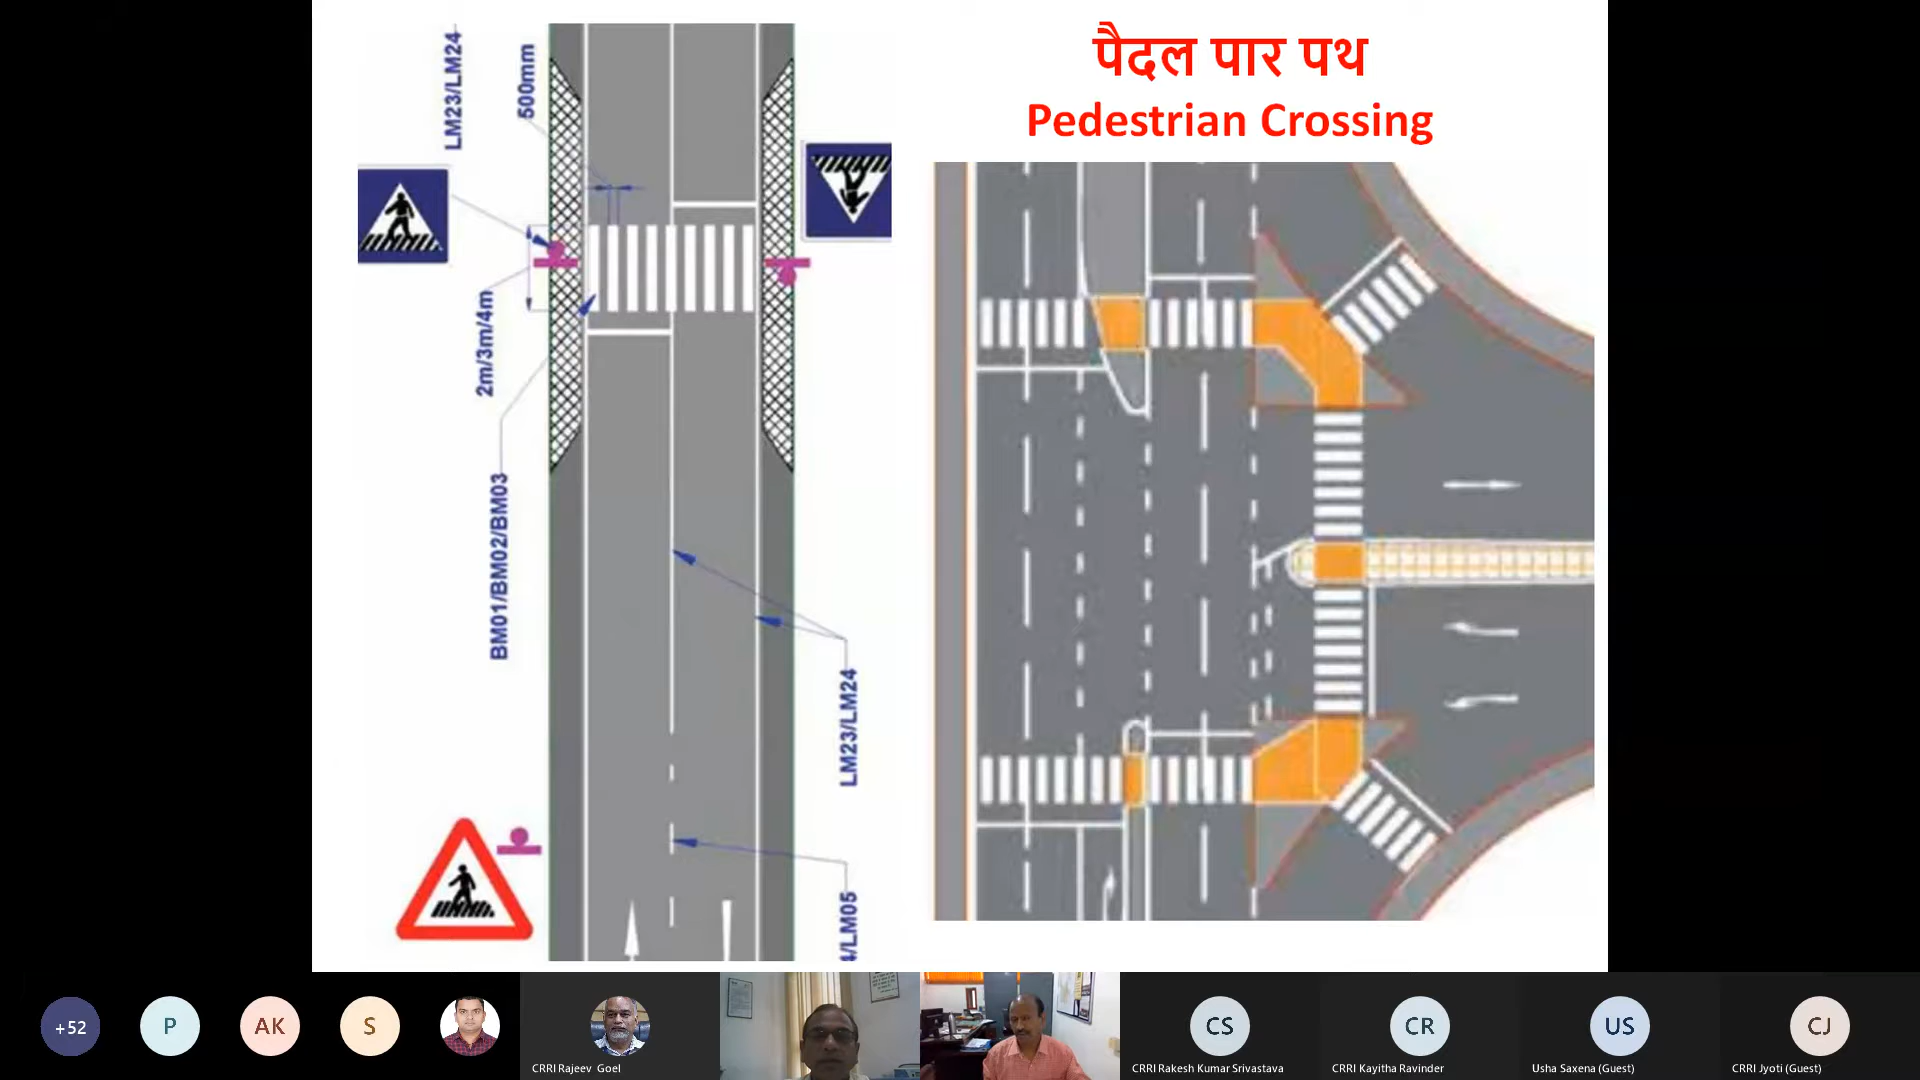 पैदल पार पथ
Pedestrian Crossing
LM23/LM24
500mm
2m/3m/4m
BM01/BM02/BM03
LM23/LM24
4/LM05
+52
P
AK
S
CRRI Rajeev Goel
CS
CRRI Rakesh Kumar Srivastava
CR
CRRI Kayitha Ravinder
US
Usha Saxena (Guest)
CJ
CRRI Jyoti (Guest)